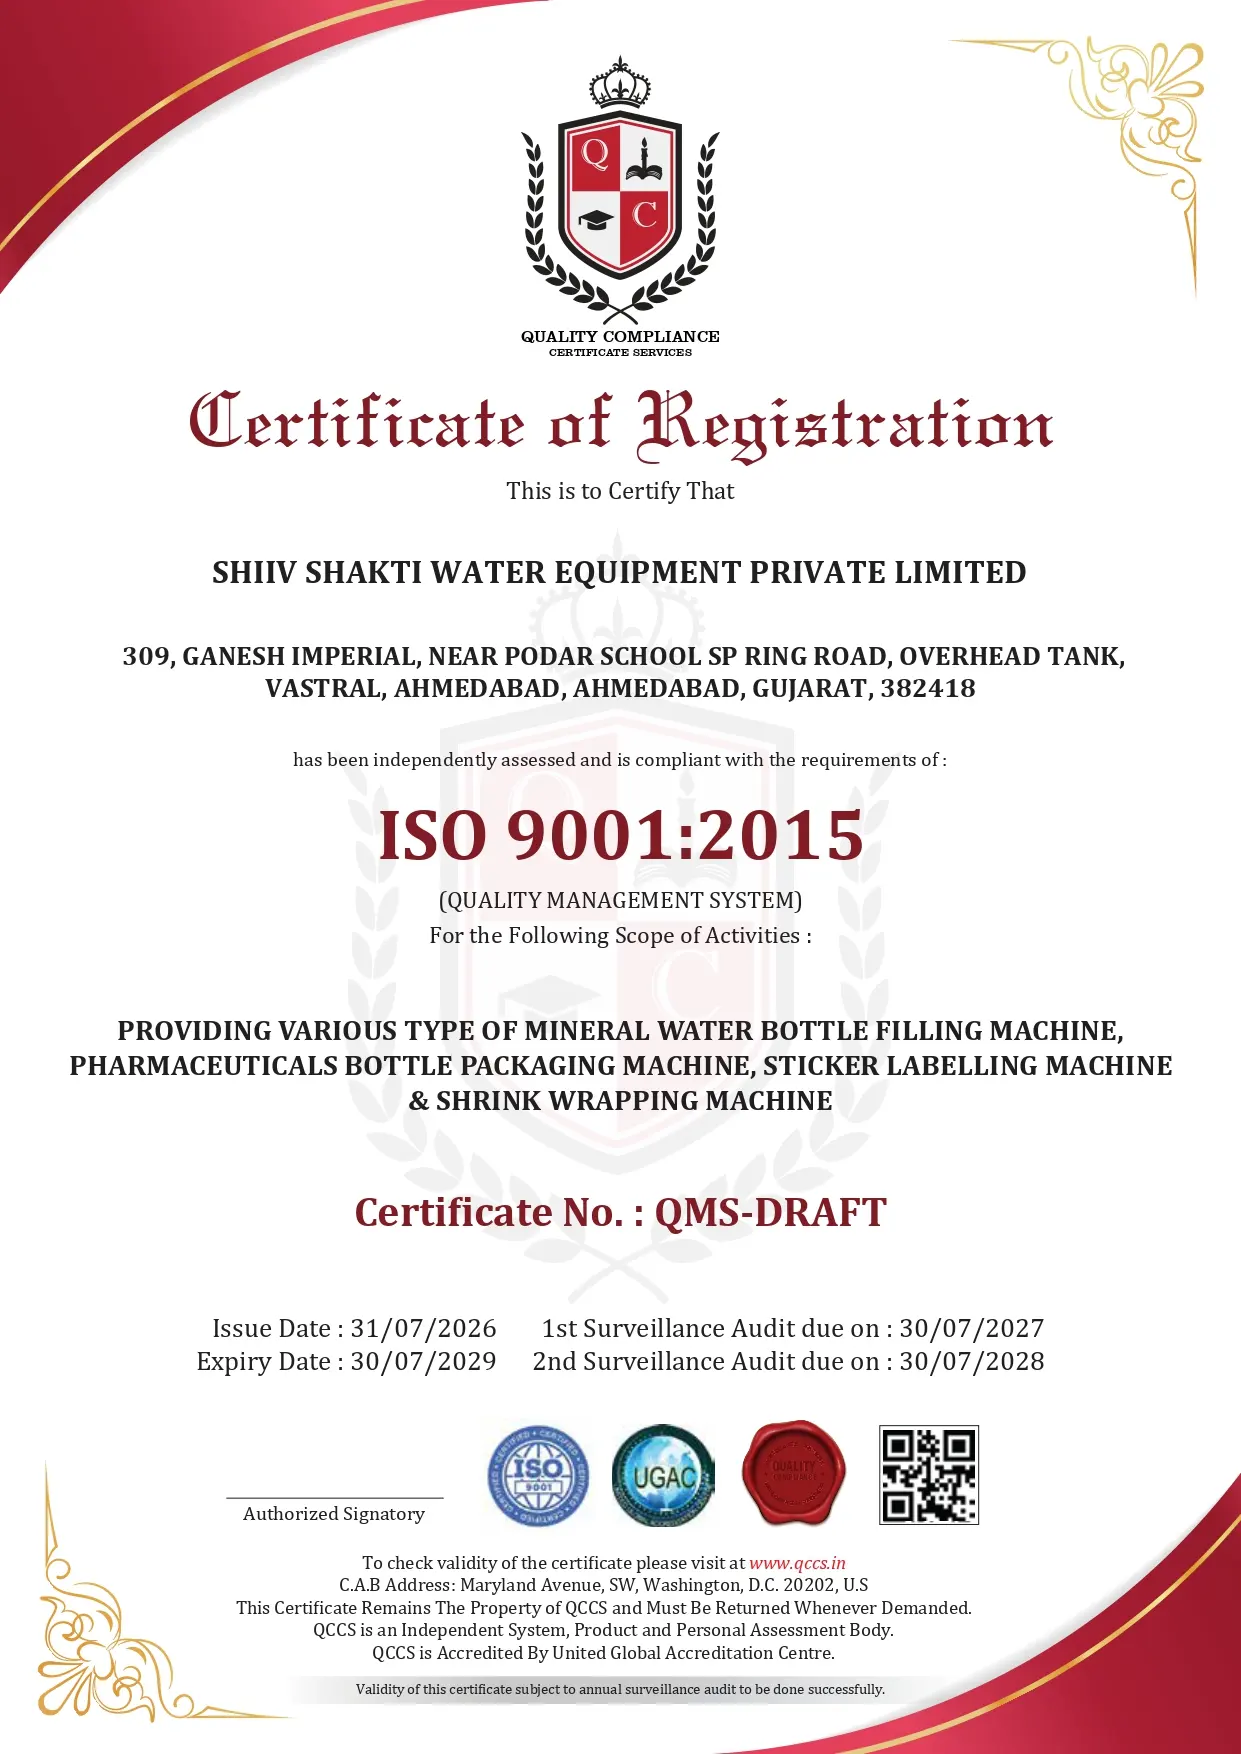 Q
C
QUALITY COMPLIANCE
CERTIFICATE SERVICES
Certificate of Registration
This is to Certify That
SHIIV SHAKTI WATER EQUIPMENT PRIVATE LIMITED
309, GANESH IMPERIAL, NEAR PODAR SCHOOL SP RING ROAD, OVERHEAD TANK,
VASTRAL, AHMEDABAD, AHMEDABAD, GUJARAT, 382418
has been independently assessed and is compliant with the requirements of :
ISO 9001:2015
(QUALITY MANAGEMENT SYSTEM)
For the Following Scope of Activities :
PROVIDING VARIOUS TYPE OF MINERAL WATER BOTTLE FILLING MACHINE,
PHARMACEUTICALS BOTTLE PACKAGING MACHINE, STICKER LABELLING MACHINE
& SHRINK WRAPPING MACHINE
Certificate No. : QMS-DRAFT
Issue Date : 31/07/2026 1st Surveillance Audit due on : 30/07/2027
Expiry Date : 30/07/2029 2nd Surveillance Audit due on : 30/07/2028
Authorized Signatory
CERTIFIED
ISO
9001
CERTIFIED
UGAC
QUALITY
To check validity of the certificate please visit at www.qccs.in
C.A.B Address: Maryland Avenue, SW, Washington, D.C. 20202, U.S
This Certificate Remains The Property of QCCS and Must Be Returned Whenever Demanded.
QCCS is an Independent System, Product and Personal Assessment Body.
QCCS is Accredited By United Global Accreditation Centre.
Validity of this certificate subject to annual surveillance audit to be done successfully.